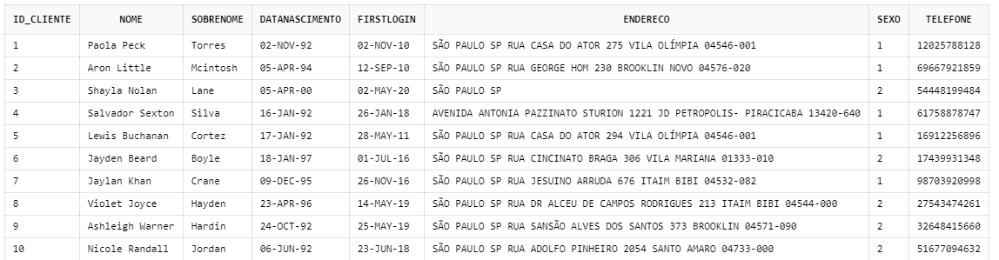 ID_CLIENTE NOME SOBRENOME DATANASCIMENTO FIRSTLOGIN ENDERECO SEXO TELEFONE
1 Paola Peck Torres 02-NOV-92 02-NOV-10 SÃO PAULO SP RUA CASA DO ATOR 275 VILA OLÍMPIA 04546-001 1 12025788128
2 Aron Little Mcintosh 05-APR-94 12-SEP-10 SÃO PAULO SP RUA GEORGE HOM 230 BROOKLIN NOVO 04576-020 1 69667921859
3 Shayla Nolan Lane 05-APR-00 02-MAY-20 SÃO PAULO SP 2 54448199484
4 Salvador Sexton Silva 16-JAN-92 26-JAN-18 AVENIDA ANTONIA PAZZINATO STURION 1221 JD PETROPOLIS- PIRACICABA 13420-640 1 61758878747
5 Lewis Buchanan Cortez 17-JAN-92 28-MAY-11 SÃO PAULO SP RUA CASA DO ATOR 294 VILA OLÍMPIA 04546-001 1 16912256896
6 Jayden Beard Boyle 18-JAN-97 01-JUL-16 SÃO PAULO SP RUA CINCINATO BRAGA 306 VILA MARIANA 01333-010 2 17439931348
7 Jaylan Khan Crane 09-DEC-95 26-NOV-16 SÃO PAULO SP RUA JESUINO ARRUDA 676 ITAIM BIBI 04532-082 1 98703920998
8 Violet Joyce Hayden 23-APR-96 14-MAY-19 SÃO PAULO SP RUA DR ALCEU DE CAMPOS RODRIGUES 213 ITAIM BIBI 04544-000 2 27543474261
9 Ashleigh Warner Hardin 24-OCT-92 25-MAY-19 SÃO PAULO SP RUA SANSÃO ALVES DOS SANTOS 373 BROOKLIN 04571-090 2 32648415660
10 Nicole Randall Jordan 06-JUN-92 23-JUN-18 SÃO PAULO SP RUA ADOLFO PINHEIRO 2054 SANTO AMARO 04733-000 2 51677094632